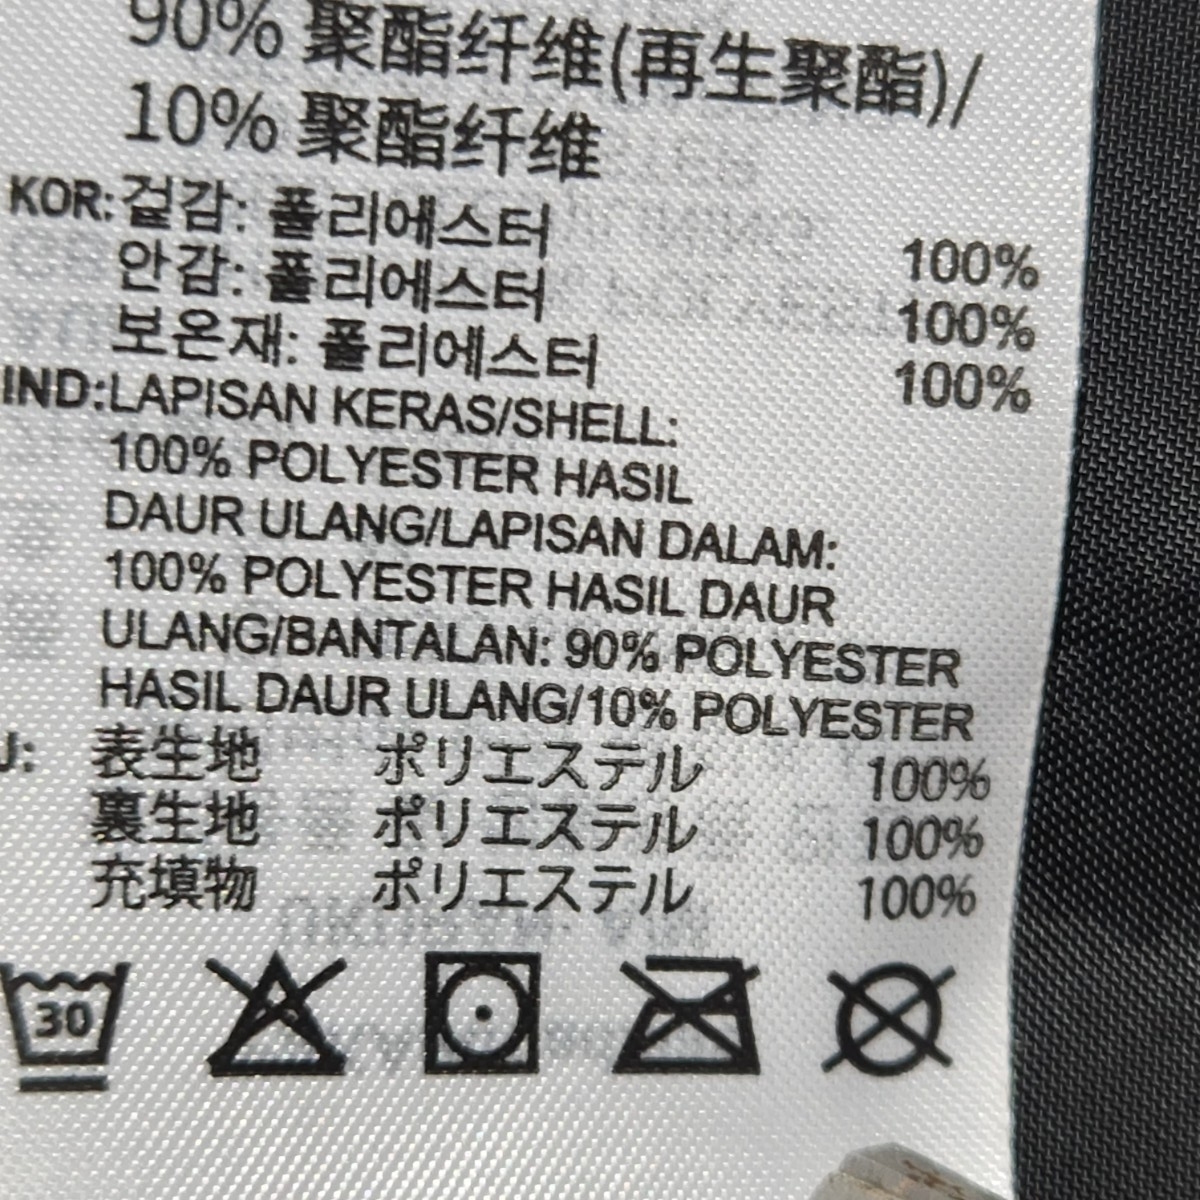 90% 聚酯纤维(再生聚酯)/
10% 聚酯纤维
KOR: 겉감: 폴리에스터 100%
안감: 폴리에스터 100%
보온재: 폴리에스터 100%
IND: LAPISAN KERAS/SHELL:
100% POLYESTER HASIL
DAUR ULANG/LAPISAN DALAM:
100% POLYESTER HASIL DAUR
ULANG/BANTALAN: 90% POLYESTER
HASIL DAUR ULANG/10% POLYESTER
J: 表生地 ポリエステル 100%
裏生地 ポリエステル 100%
充填物 ポリエステル 100%
30